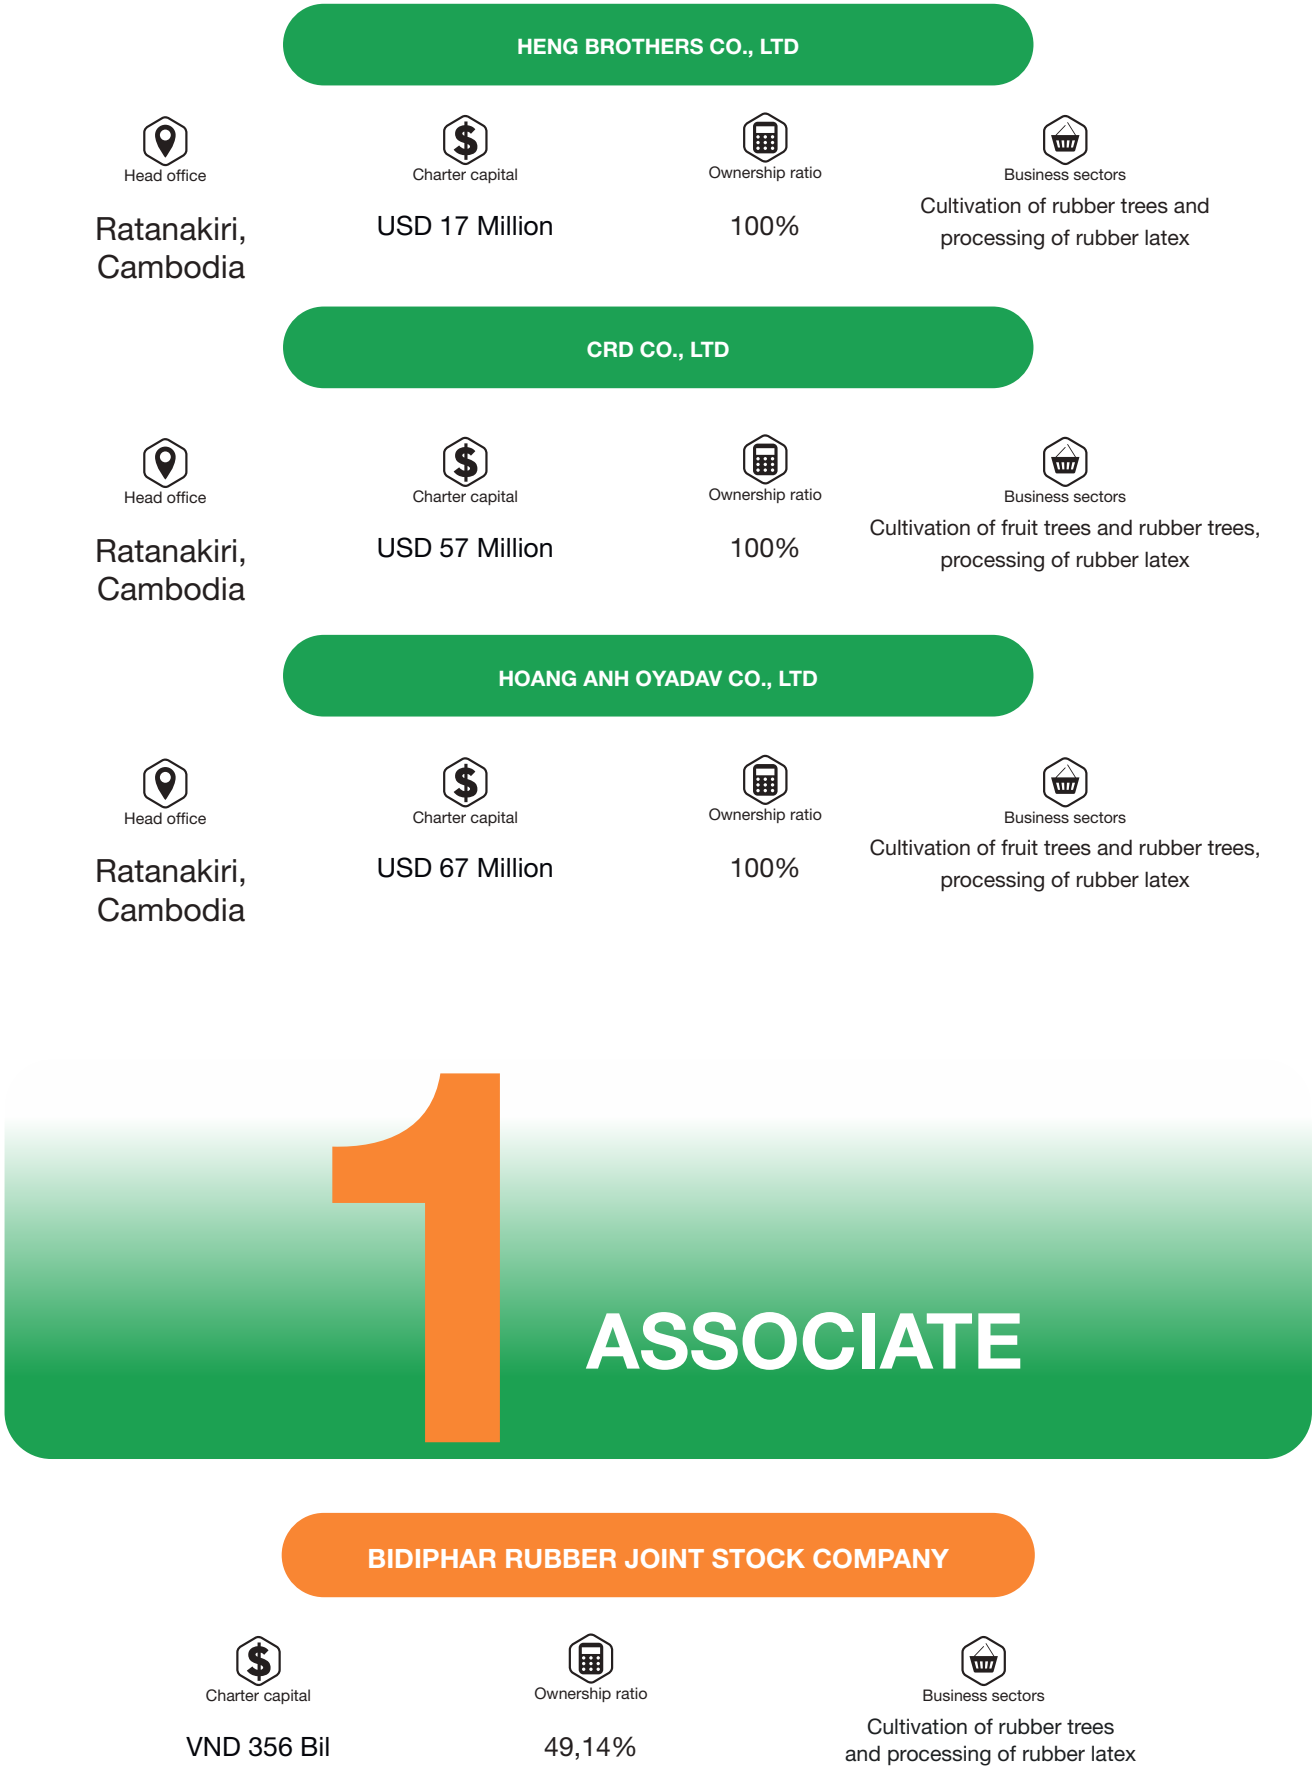 HENG BROTHERS CO., LTD
Head office
Charter capital
Ownership ratio
Business sectors
Ratanakiri,
Cambodia
USD 17 Million
100%
Cultivation of rubber trees and
processing of rubber latex
CRD CO., LTD
Head office
Charter capital
Ownership ratio
Business sectors
Ratanakiri,
Cambodia
USD 57 Million
100%
Cultivation of fruit trees and rubber trees,
processing of rubber latex
HOANG ANH OYADAV CO., LTD
Head office
Charter capital
Ownership ratio
Business sectors
Ratanakiri,
Cambodia
USD 67 Million
100%
Cultivation of fruit trees and rubber trees,
processing of rubber latex
1
ASSOCIATE
BIDIPHAR RUBBER JOINT STOCK COMPANY
Charter capital
Ownership ratio
Business sectors
VND 356 Bil
49,14%
Cultivation of rubber trees
and processing of rubber latex